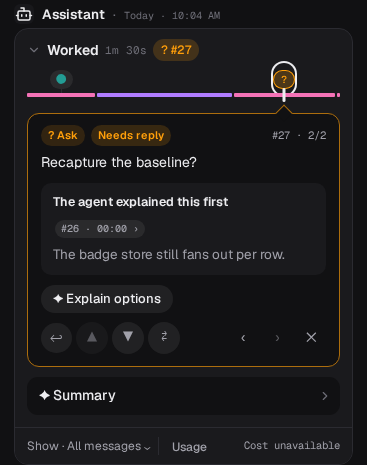 Assistant · Today · 10:04 AM
Worked 1m 30s ? #27
?
? Ask Needs reply #27 · 2/2
Recapture the baseline?
The agent explained this first
#26 · 00:00 ›
The badge store still fans out per row.
Explain options
Summary
Show · All messages Usage Cost unavailable